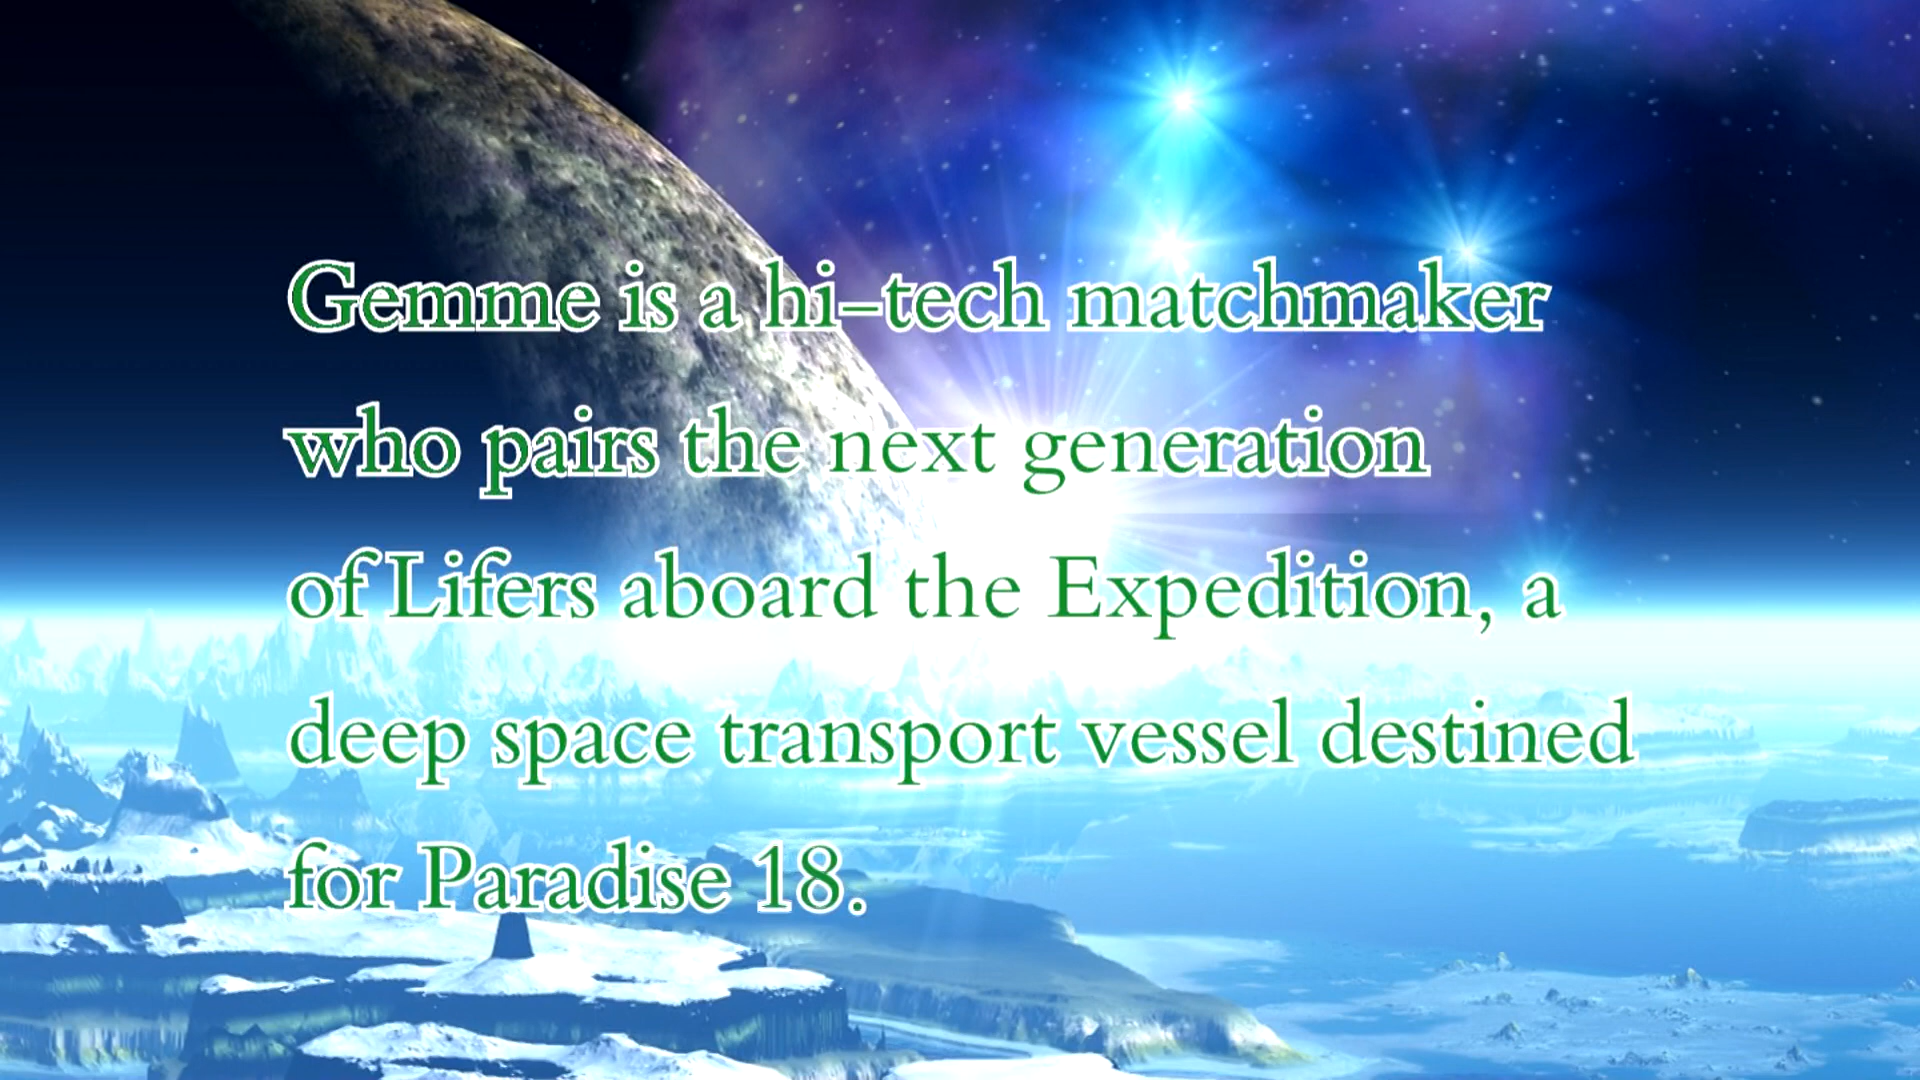 Gemme is a hi-tech matchmaker
who pairs the next generation
of Lifers aboard the Expedition, a
deep space transport vessel destined
for Paradise 18.